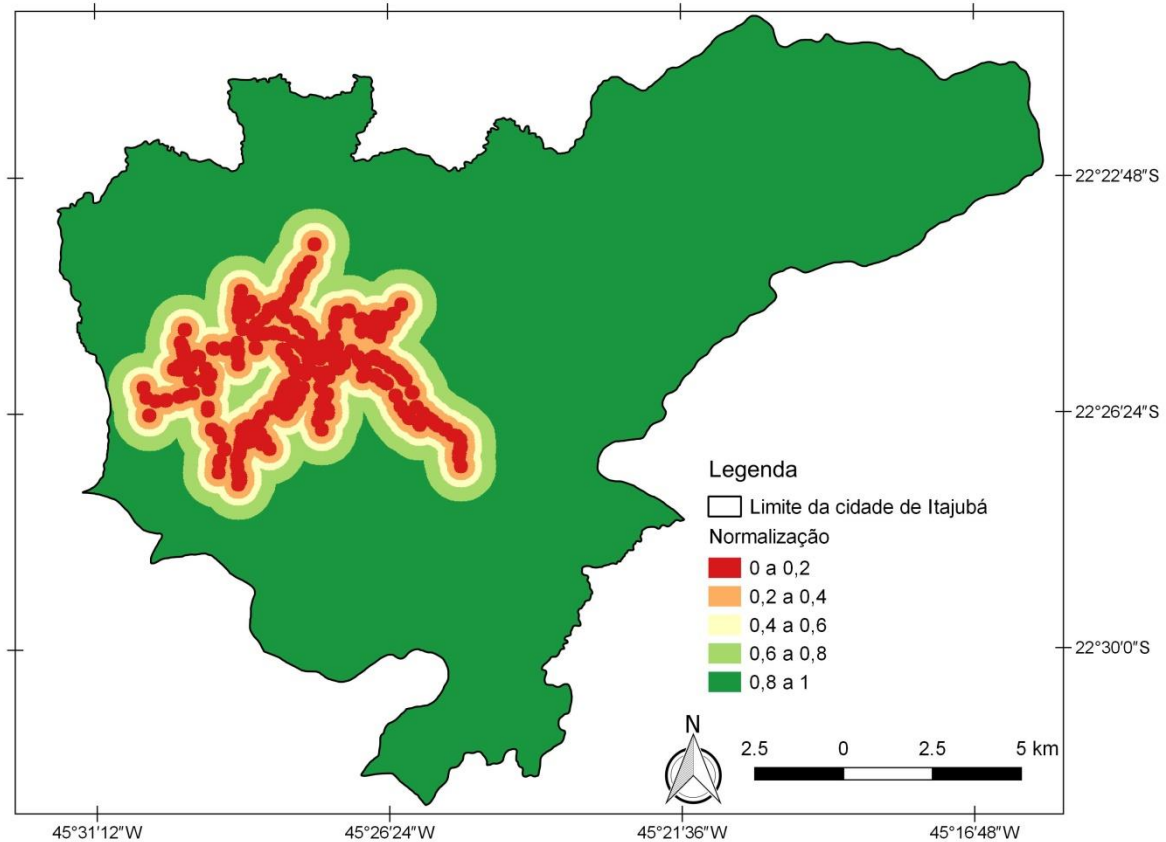 22°22'48"S
22°26'24"S
Legenda
Limite da cidade de Itajubá
Normalização
0 a 0,2
0,2 a 0,4
0,4 a 0,6
0,6 a 0,8
0,8 a 1
22°30'0"S
N
2.5 0 2.5 5 km
45°31'12"W 45°26'24"W 45°21'36"W 45°16'48"W